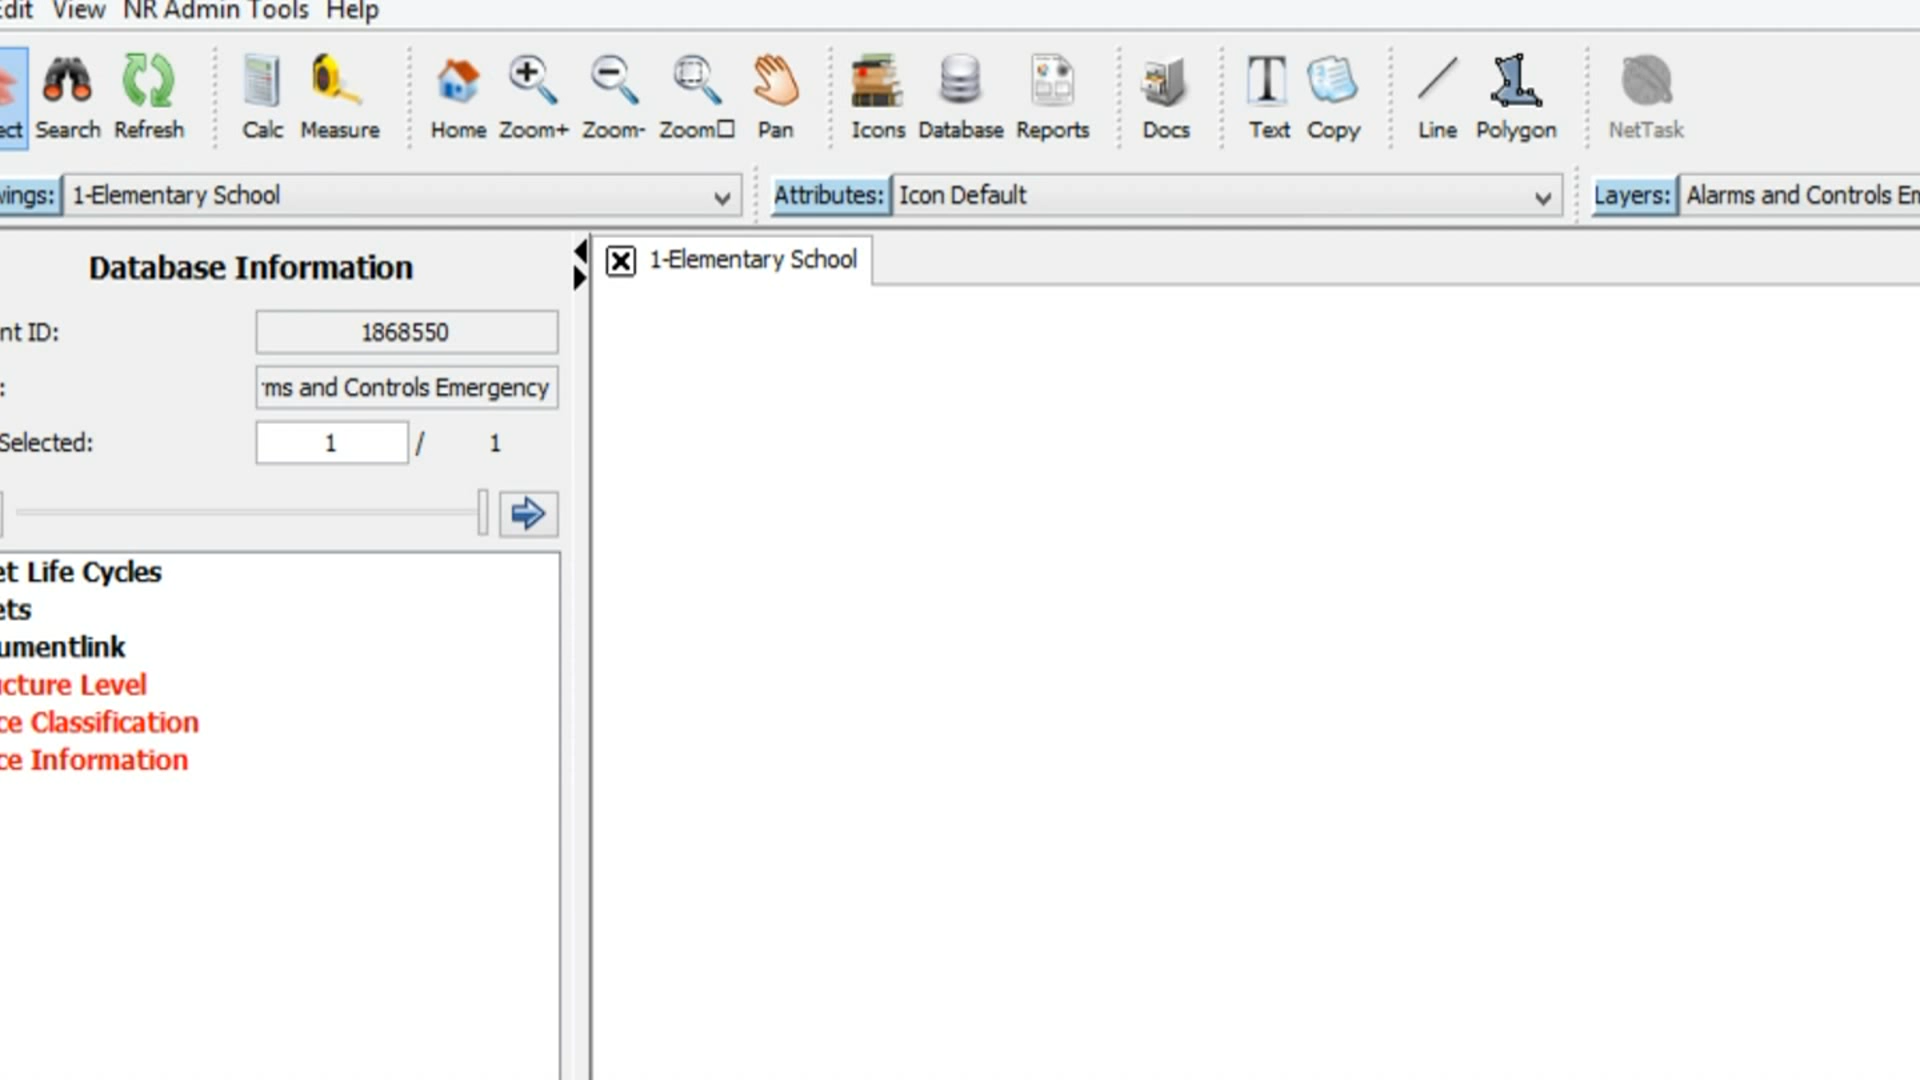 Edit View NR Admin Tools Help
ect Search Refresh Calc Measure Home Zoom+ Zoom- Zoom□ Pan Icons Database Reports Docs Text Copy Line Polygon NetTask
wings: 1-Elementary School Attributes: Icon Default Layers: Alarms and Controls Em
Database Information
1-Elementary School
nt ID: 1868550
: rms and Controls Emergency
Selected: 1 / 1
et Life Cycles
ets
umentlink
ucture Level
ce Classification
ce Information